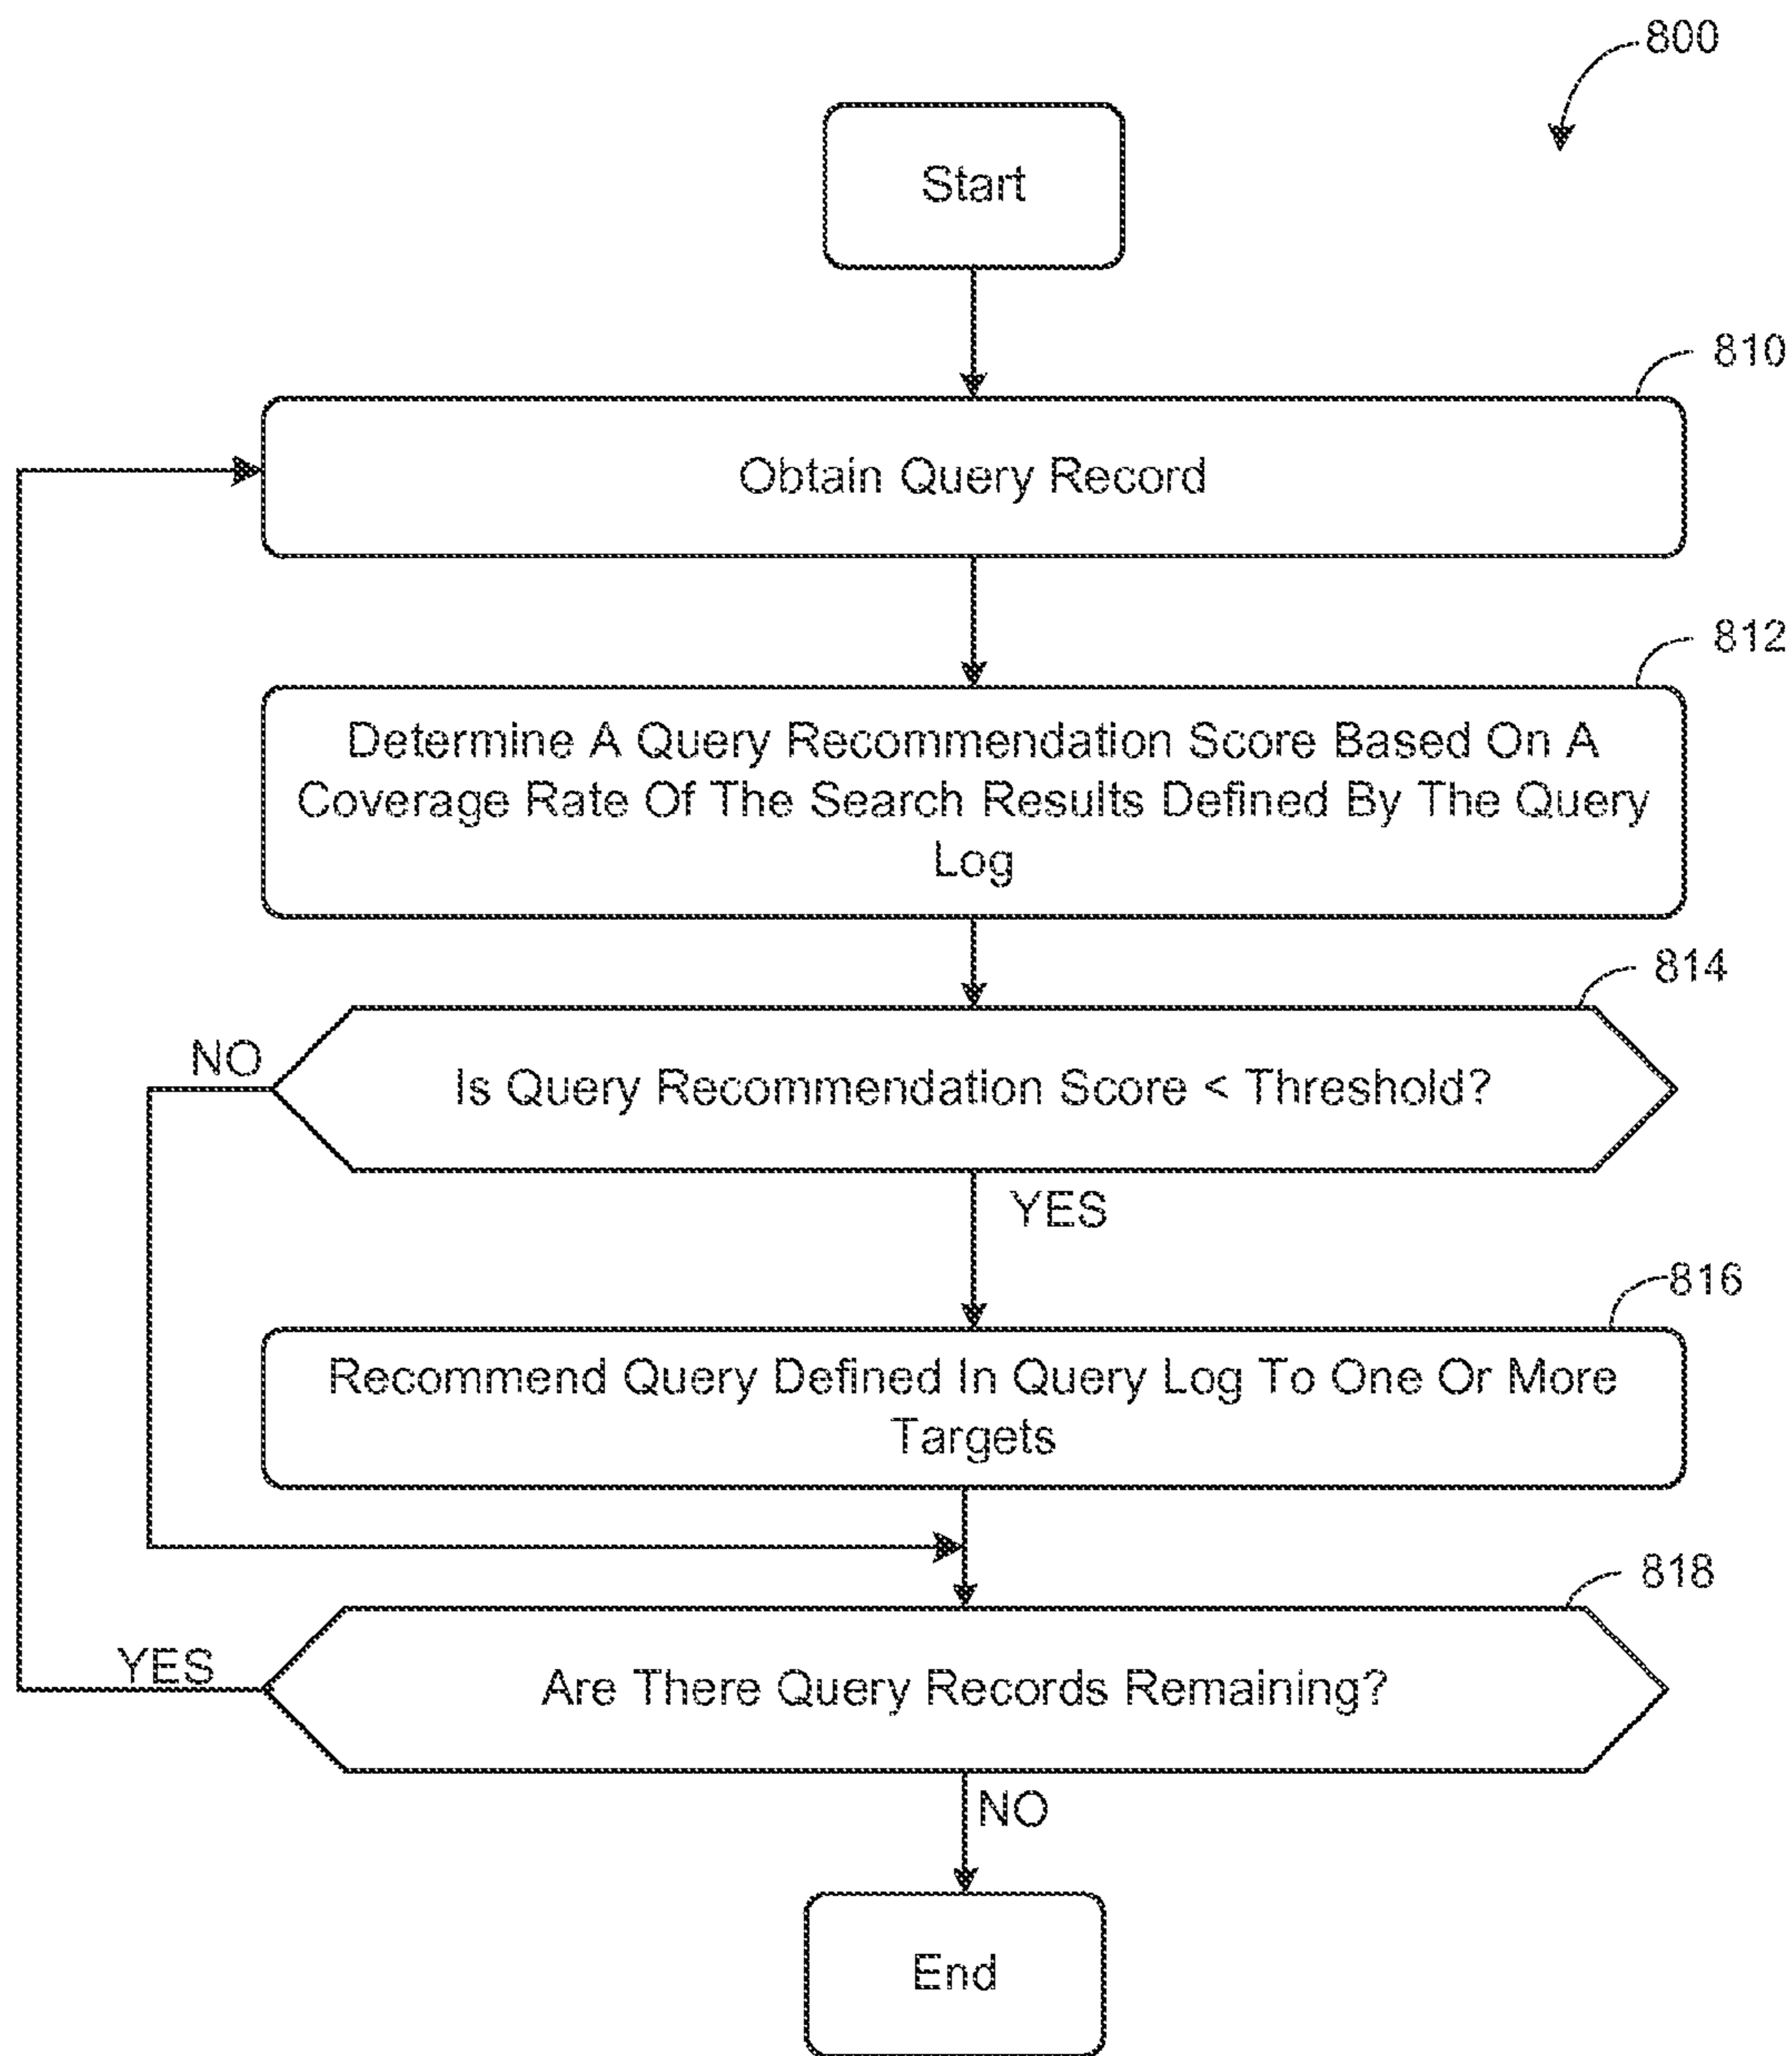 800
Start
810
Obtain Query Record
812
Determine A Query Recommendation Score Based On A
Coverage Rate Of The Search Results Defined By The Query
Log
814
NO
Is Query Recommendation Score < Threshold?
YES
816
Recommend Query Defined In Query Log To One Or More
Targets
818
YES
Are There Query Records Remaining?
NO
End